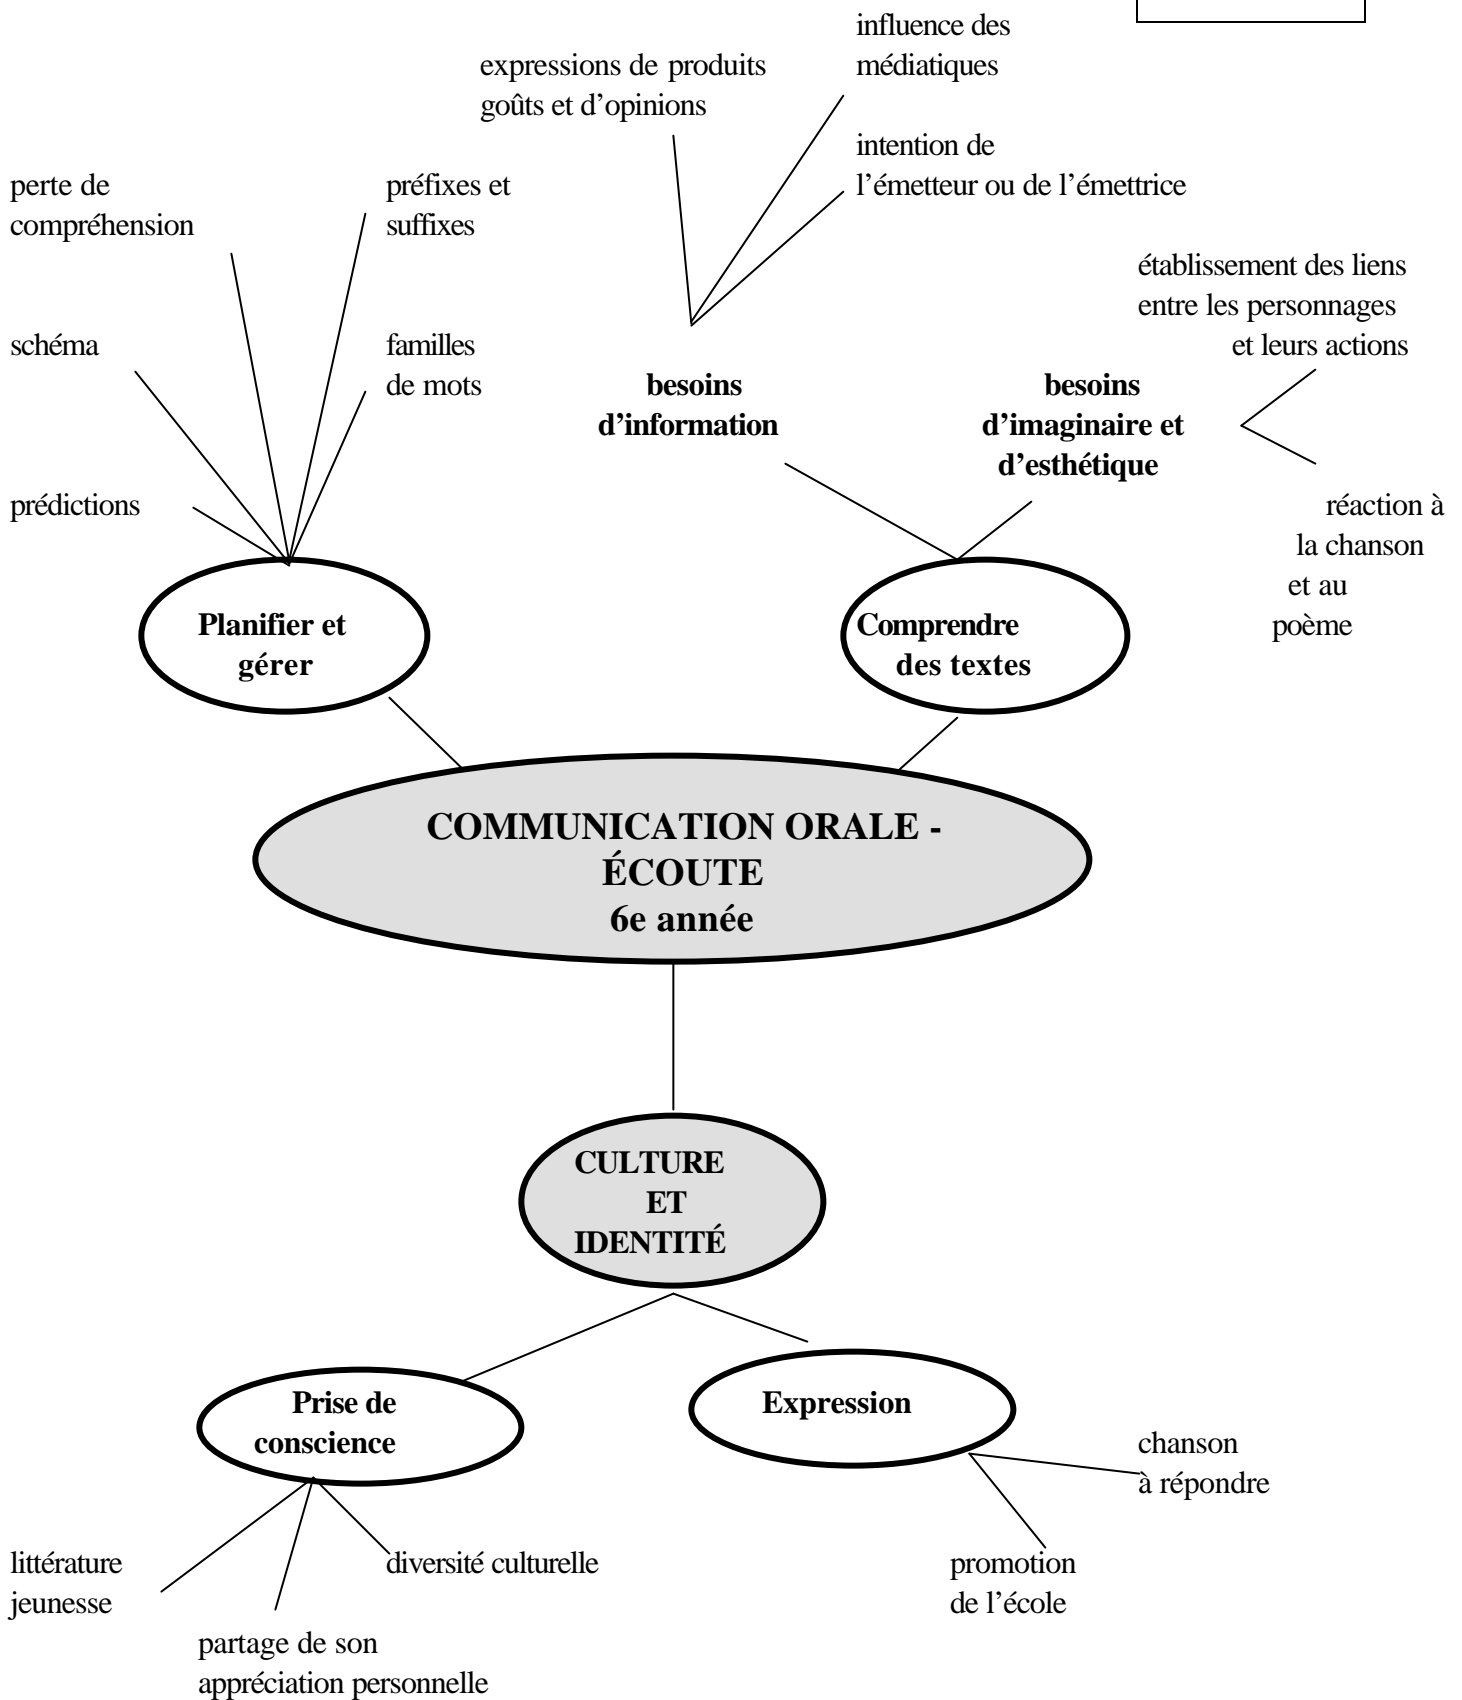 influence des
médiatiques
expressions de produits
goûts et d’opinions
intention de
l’émetteur ou de l’émettrice
perte de
compréhension
préfixes et
suffixes
établissement des liens
entre les personnages
et leurs actions
schéma
familles
de mots
besoins
d’information
besoins
d’imaginaire et
d’esthétique
prédictions
réaction à
la chanson
et au
poème
Planifier et
gérer
Comprendre
des textes
COMMUNICATION ORALE -
ÉCOUTE
6e année
CULTURE
ET
IDENTITÉ
Prise de
conscience
Expression
chanson
à répondre
littérature
jeunesse
diversité culturelle
promotion
de l’école
partage de son
appréciation personnelle